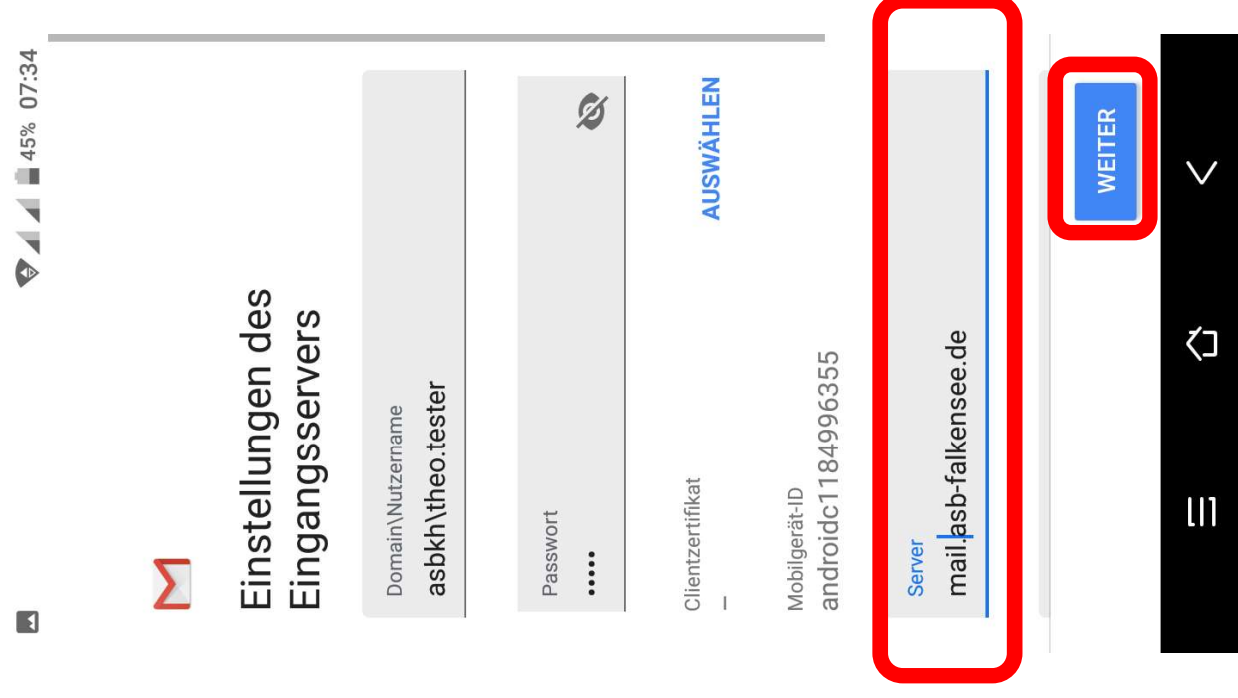 45% 07:34
Einstellungen des
Eingangsservers
Domain\Nutzername
asbkh\theo.tester
Passwort
•••••
Clientzertifikat
–
AUSWÄHLEN
Mobilgerät-ID
androidc1184996355
Server
mail.asb-falkensee.de
WEITER